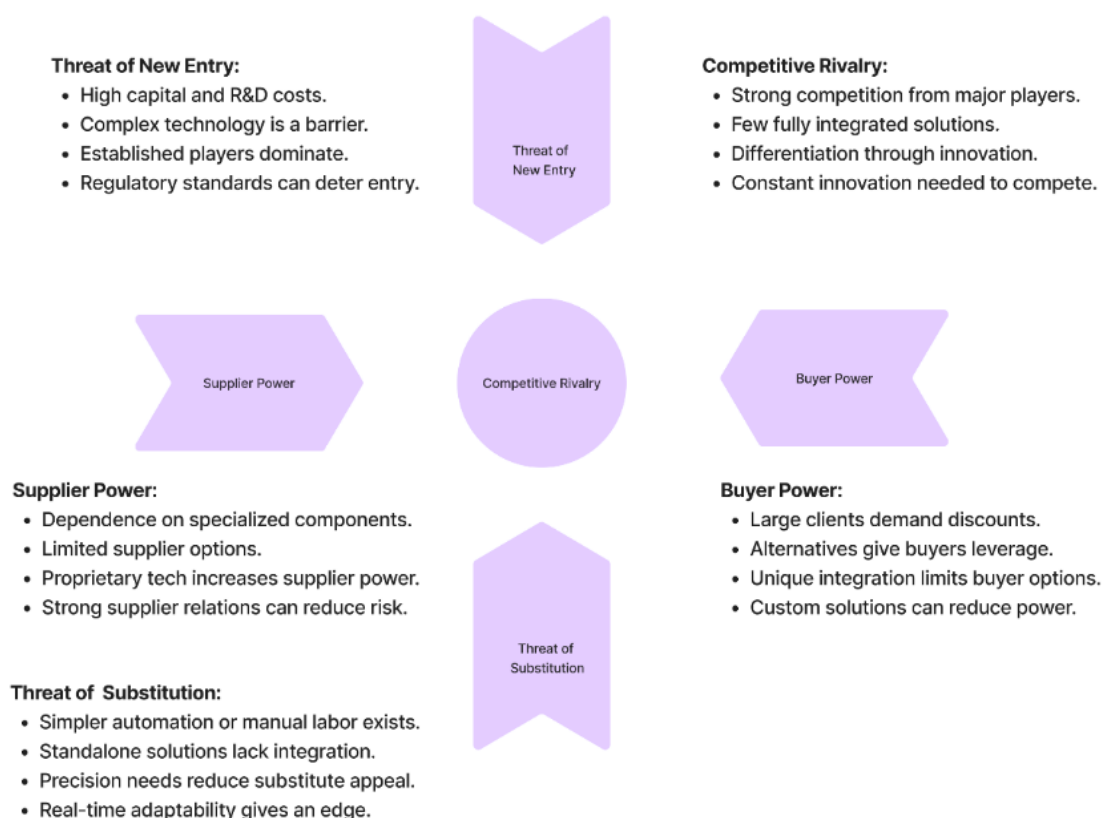 Threat of New Entry:
• High capital and R&D costs.
• Complex technology is a barrier.
• Established players dominate.
• Regulatory standards can deter entry.
Threat of
New Entry
Competitive Rivalry:
• Strong competition from major players.
• Few fully integrated solutions.
• Differentiation through innovation.
• Constant innovation needed to compete.
Supplier Power
Competitive Rivalry
Buyer Power
Supplier Power:
• Dependence on specialized components.
• Limited supplier options.
• Proprietary tech increases supplier power.
• Strong supplier relations can reduce risk.
Buyer Power:
• Large clients demand discounts.
• Alternatives give buyers leverage.
• Unique integration limits buyer options.
• Custom solutions can reduce power.
Threat of
Substitution
Threat of  Substitution:
• Simpler automation or manual labor exists.
• Standalone solutions lack integration.
• Precision needs reduce substitute appeal.
• Real-time adaptability gives an edge.